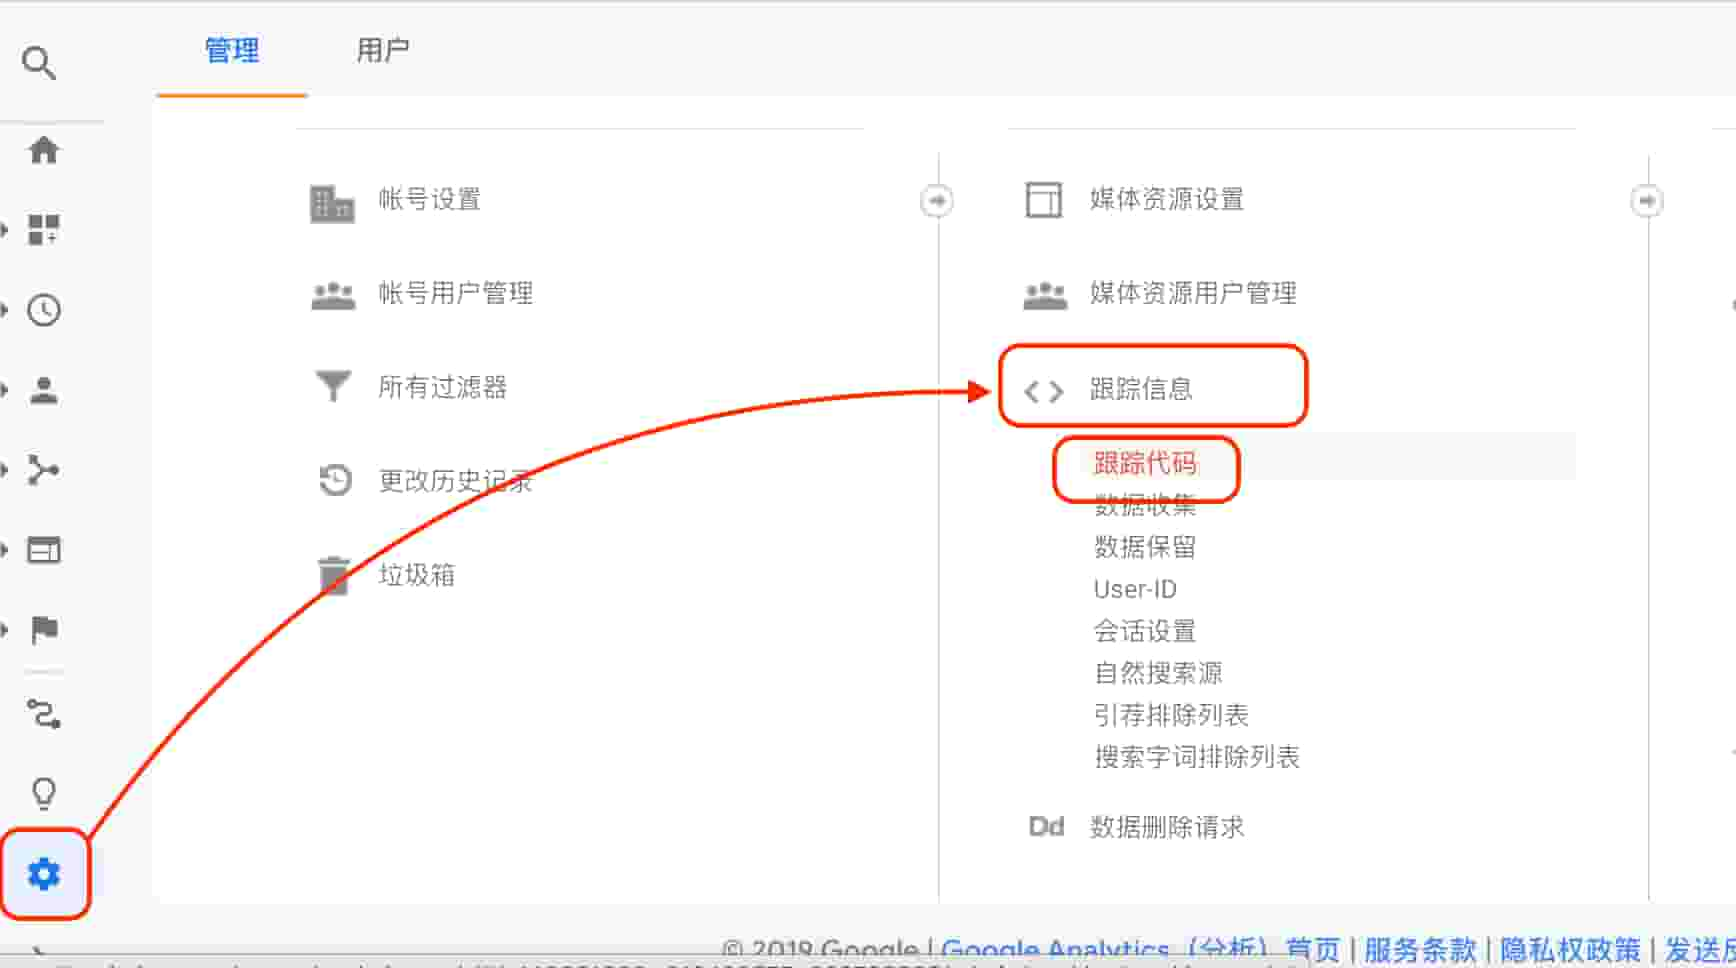 管理
用户
帐号设置
帐号用户管理
所有过滤器
更改历史记录
垃圾箱
媒体资源设置
媒体资源用户管理
跟踪信息
跟踪代码
数据收集
数据保留
User-ID
会话设置
自然搜索源
引荐排除列表
搜索字词排除列表
Dd 数据删除请求
© 2019 Google | Google Analytics（分析）首页 | 服务条款 | 隐私权政策 | 发送